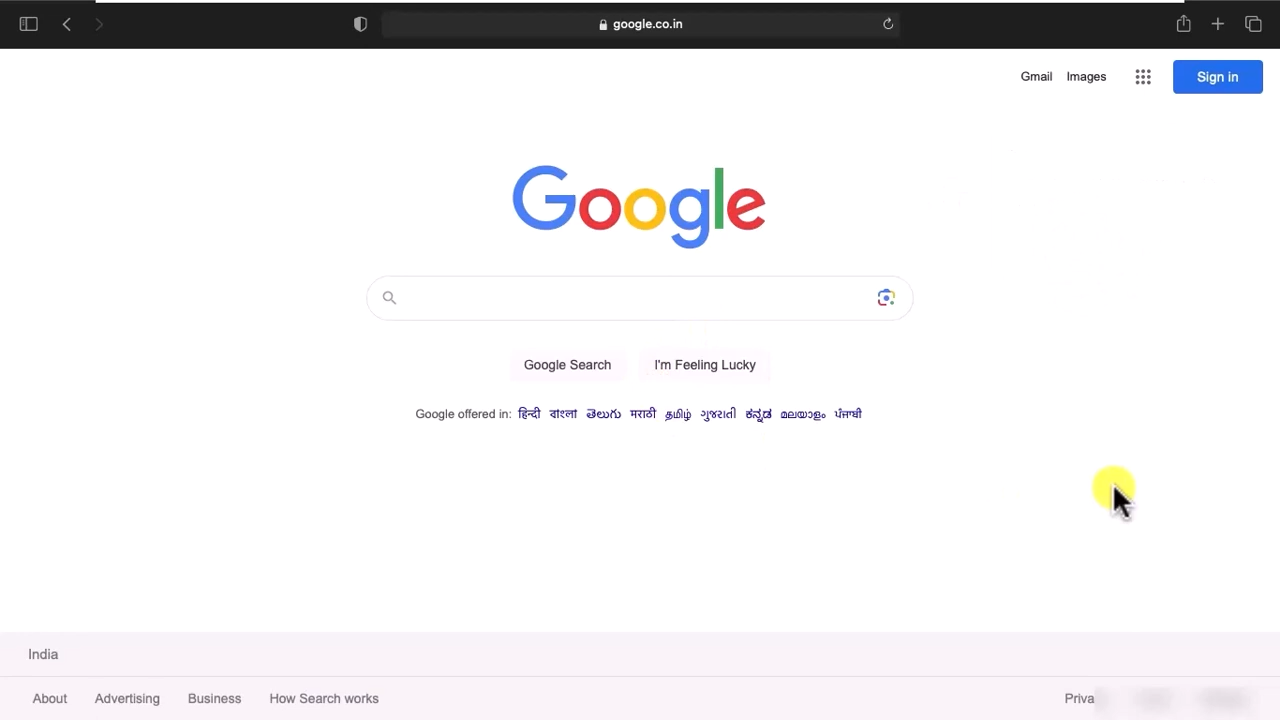 google.co.in
Gmail Images Sign in
Google
Google Search I'm Feeling Lucky
Google offered in: हिन्दी বাংলা తెలుగు मराठी தமிழ் ગુજરાતી ಕನ್ನಡ മലയാളം ਪੰਜਾਬੀ
India
About Advertising Business How Search works Priva